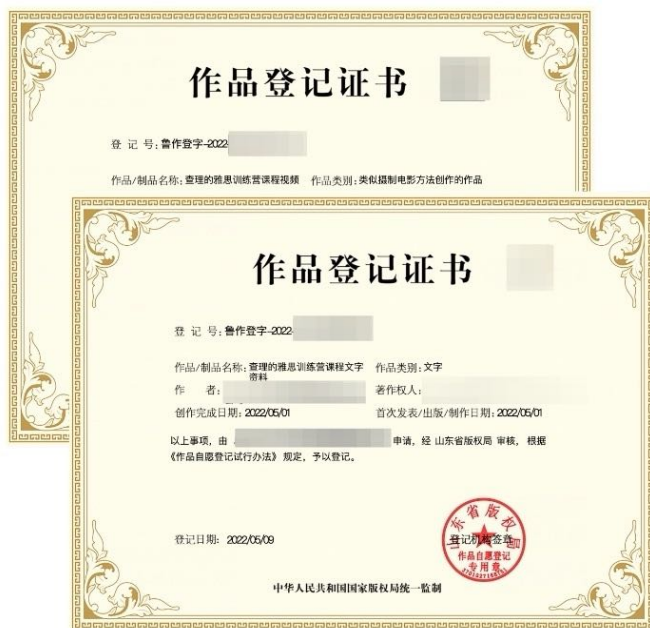 作品登记证书
登 记 号：鲁作登字-2022-
作品/制品名称：查理的雅思训练营课程视频 作品类别：类似摄制电影方法创作的作品
作品登记证书
登 记 号：鲁作登字-2022-
作品/制品名称：查理的雅思训练营课程文字 作品类别：文字
资料
作 者： 著作权人：
创作完成日期：2022/05/01 首次发表/出版/制作日期：2022/05/01
以上事项，由 申请，经 山东省版权局 审核，根据
《作品自愿登记试行办法》 规定，予以登记。
登记日期： 2022/05/09
山东省版权局
登记机构签章
作品自愿登记
专用章
中华人民共和国国家版权局统一监制